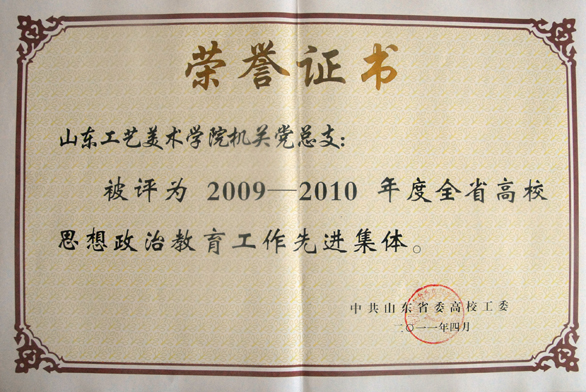 荣誉证书
山东工艺美术学院机关党总支:
被评为 2009—2010 年度全省高校
思想政治教育工作先进集体。
中共山东省委高校工委
二〇一一年四月